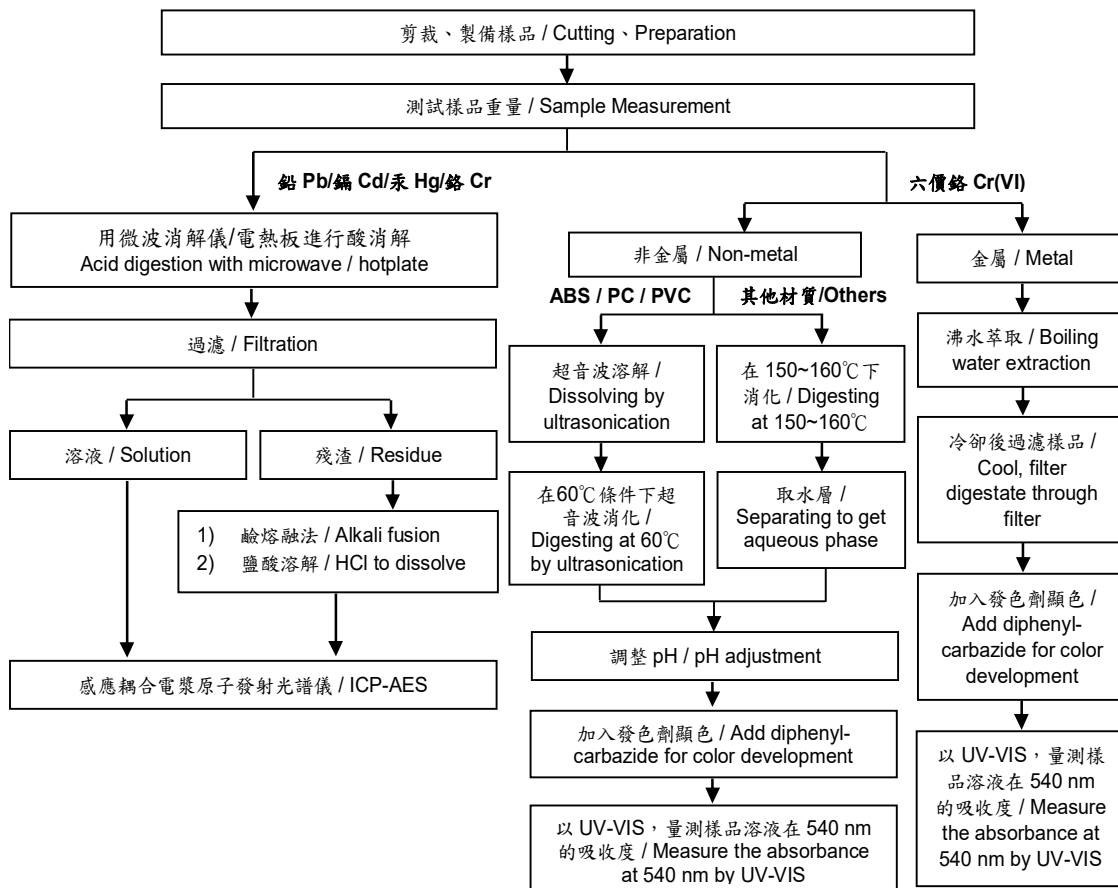 剪裁、製備樣品 / Cutting、Preparation
測試樣品重量 / Sample Measurement
鉛 Pb/鎘 Cd/汞 Hg/鉻 Cr
六價鉻 Cr(VI)
用微波消解儀/電熱板進行酸消解
Acid digestion with microwave / hotplate
過濾 / Filtration
溶液 / Solution
殘渣 / Residue
1) 鹼熔融法 / Alkali fusion
2) 鹽酸溶解 / HCl to dissolve
感應耦合電漿原子發射光譜儀 / ICP-AES
非金屬 / Non-metal
ABS / PC / PVC
其他材質/Others
超音波溶解 /
Dissolving by
ultrasonication
在60℃條件下超
音波消化 /
Digesting at 60℃
by ultrasonication
在 150~160℃下
消化 / Digesting
at 150~160℃
取水層 /
Separating to get
aqueous phase
調整 pH / pH adjustment
加入發色劑顯色 / Add diphenyl-
carbazide for color development
以 UV-VIS，量測樣品溶液在 540 nm
的吸收度 / Measure the absorbance
at 540 nm by UV-VIS
金屬 / Metal
沸水萃取 / Boiling
water extraction
冷卻後過濾樣品 /
Cool, filter
digestate through
filter
加入發色劑顯色 /
Add diphenyl-
carbazide for color
development
以 UV-VIS，量測樣
品溶液在 540 nm
的吸收度 / Measure
the absorbance at
540 nm by UV-VIS